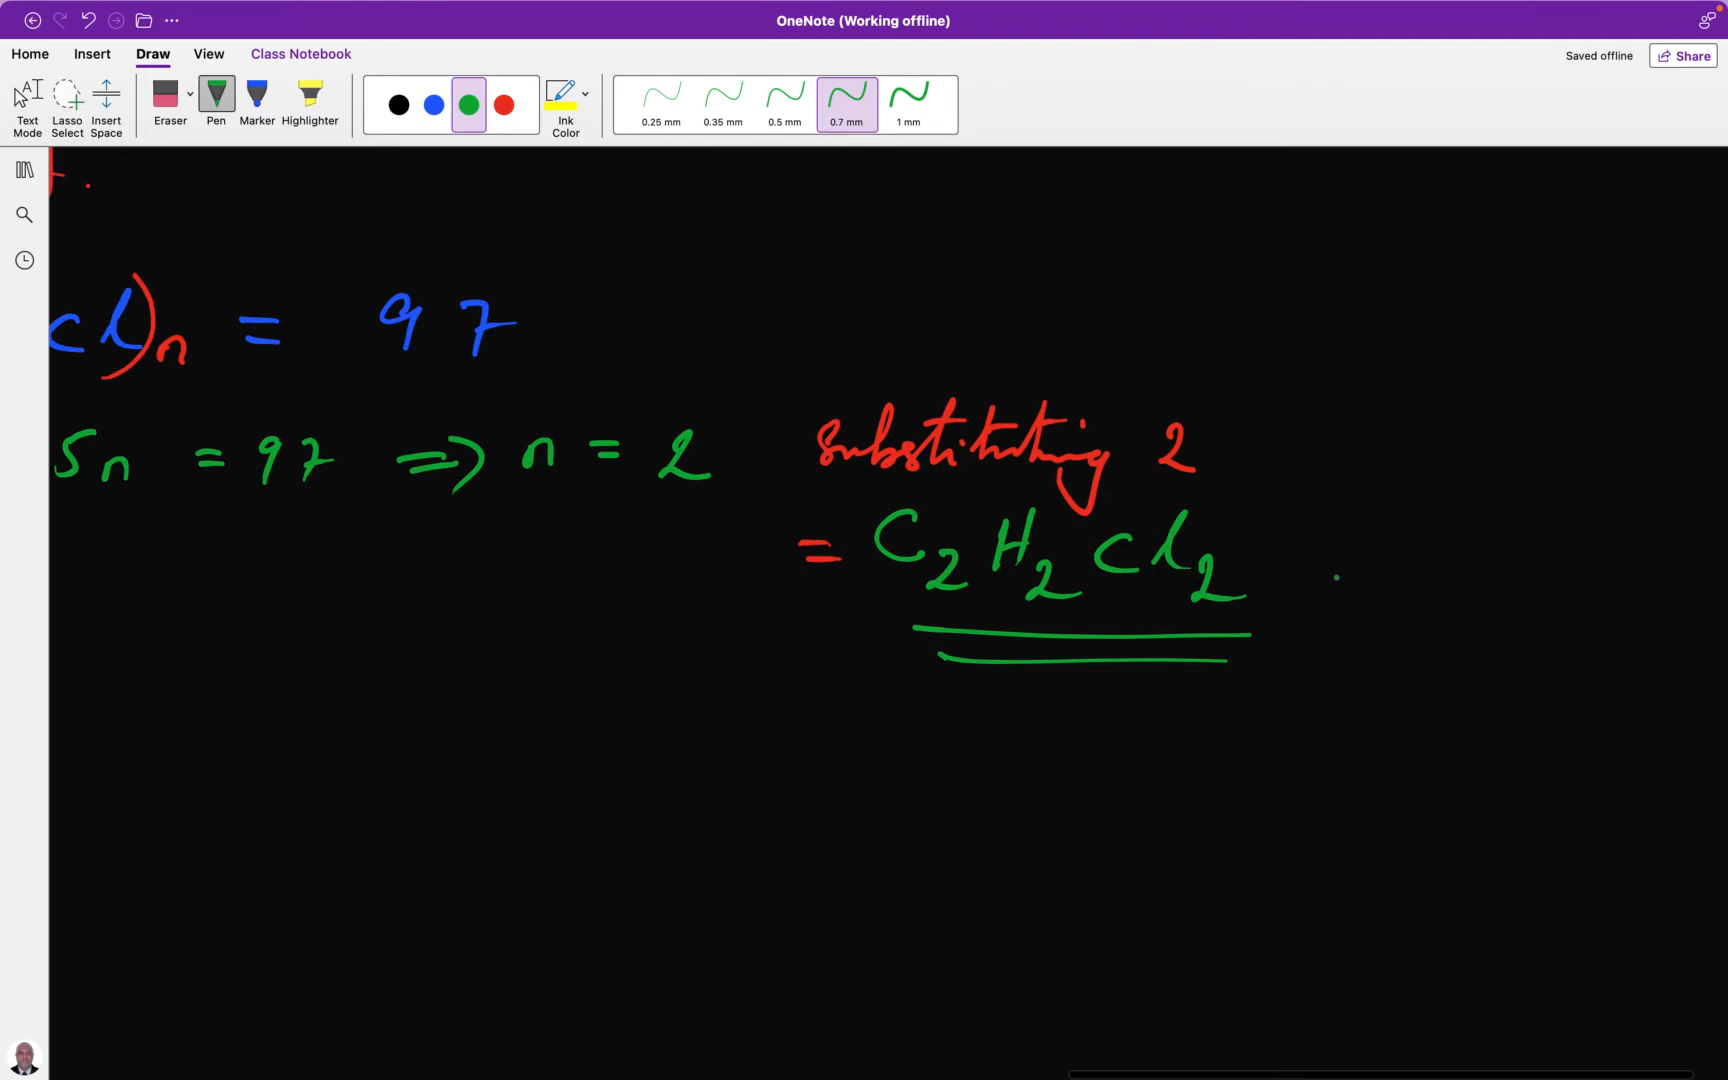 OneNote (Working offline)
Home Insert Draw View Class Notebook
Saved offline Share
Text Mode
Lasso Select
Insert Space
Eraser
Pen
Marker
Highlighter
Ink Color
0.25 mm 0.35 mm 0.5 mm 0.7 mm 1 mm
cl)n = 97
5n = 97 ⇒ n = 2
substituting 2
= C2H2Cl2